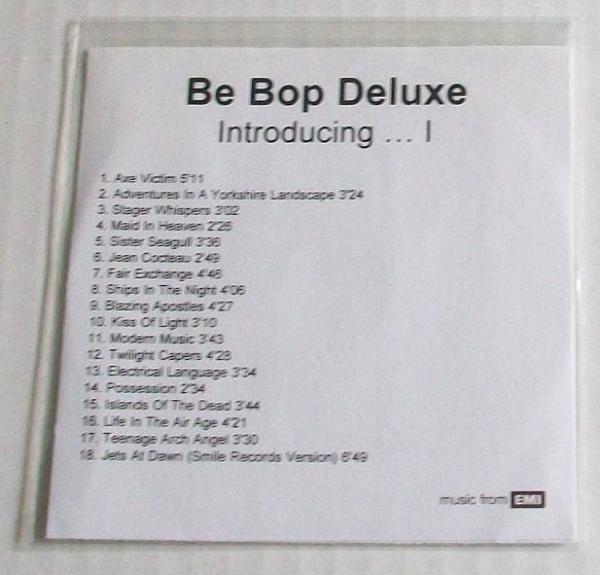 Be Bop Deluxe
Introducing ... I
1. Axe Victim 5'11
2. Adventures In A Yorkshire Landscape 3'24
3. Stager Whispers 3'02
4. Maid In Heaven 2'26
5. Sister Seagull 3'36
6. Jean Cocteau 2'49
7. Fair Exchange 4'46
8. Ships In The Night 4'06
9. Blazing Apostles 4'27
10. Kiss Of Light 3'10
11. Modern Music 3'43
12. Twilight Capers 4'28
13. Electrical Language 3'34
14. Possession 2'34
15. Islands Of The Dead 3'44
16. Life In The Air Age 4'21
17. Teenage Arch Angel 3'30
18. Jets At Dawn (Smile Records Version) 6'49
music from EMI